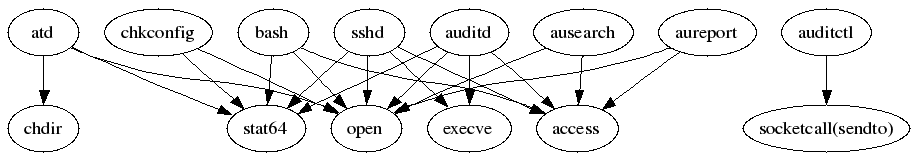 atd chkconfig bash sshd auditd ausearch aureport auditctl
chdir stat64 open execve access socketcall(sendto)